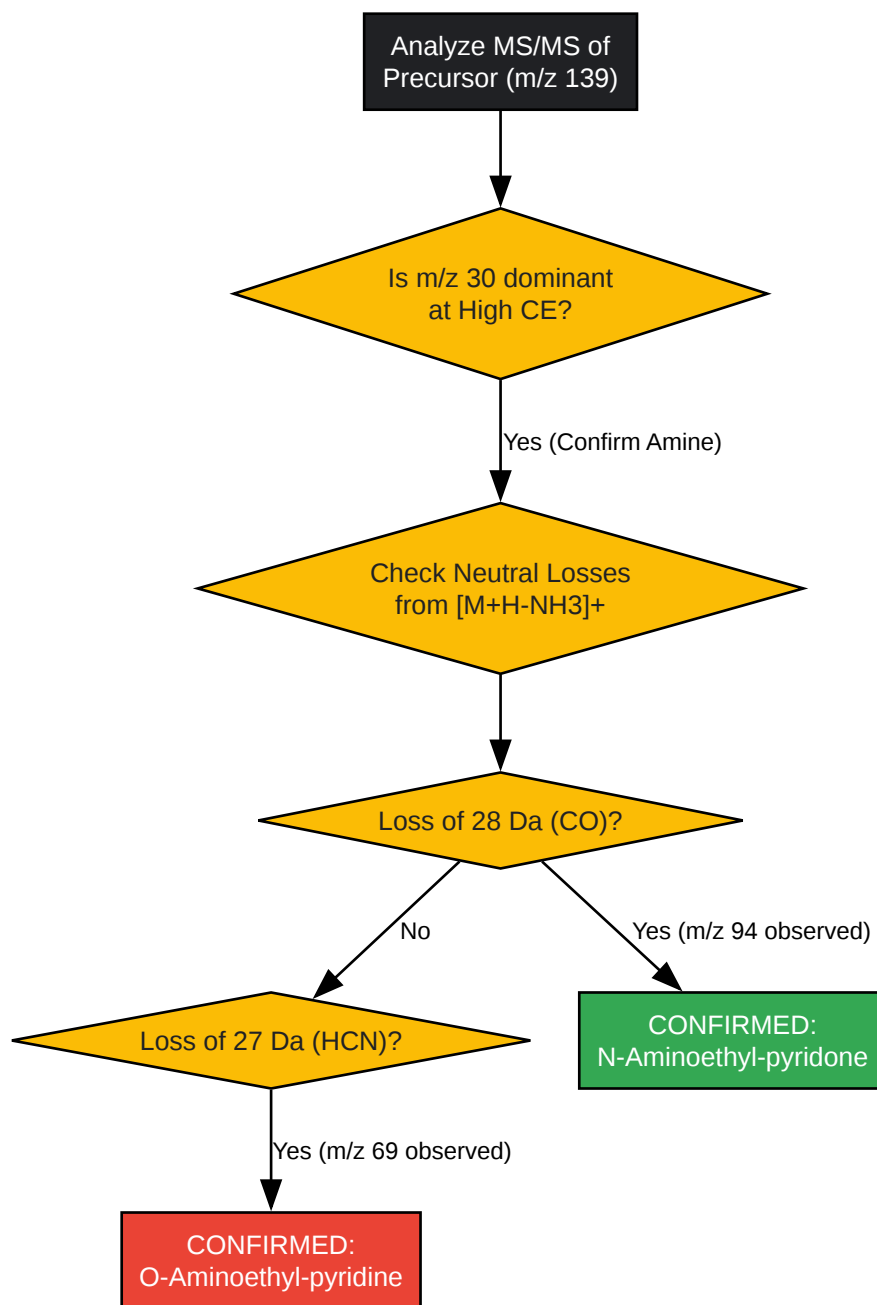 Analyze MS/MS of
Precursor (m/z 139)
Is m/z 30 dominant
at High CE?
Yes (Confirm Amine)
Check Neutral Losses
from [M+H-NH3]+
Loss of 28 Da (CO)?
No
Yes (m/z 94 observed)
Loss of 27 Da (HCN)?
CONFIRMED:
N-Aminoethyl-pyridone
Yes (m/z 69 observed)
CONFIRMED:
O-Aminoethyl-pyridine